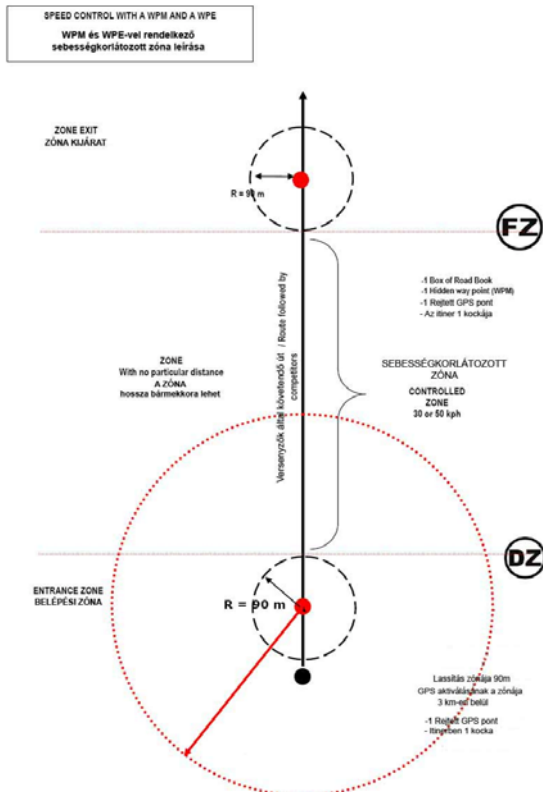 SPEED CONTROL WITH A WPM AND A WPE
WPM és WPE-vel rendelkező
sebességkorlátozott zóna leírása
ZONE EXIT
ZÓNA KIJÁRAT
R = 90 m
FZ
-1 Box of Road Book
-1 Hidden way point (WPM)
-1 Rejtett GPS pont
- Az itiner 1 kockája
Versenyzők által követendő út / Route followed by
competitors
ZONE
With no particular distance
A ZÓNA
hossza bármekkora lehet
SEBESSÉGKORLÁTOZOTT
ZÓNA
CONTROLLED
ZONE
30 or 50 kph
DZ
ENTRANCE ZONE
BELÉPÉSI ZÓNA
R = 90 m
Lassítás zónája 90m
GPS aktiválásának a zónája
3 km-en belül
-1 Rejtett GPS pont
- Itinerben 1 kocka